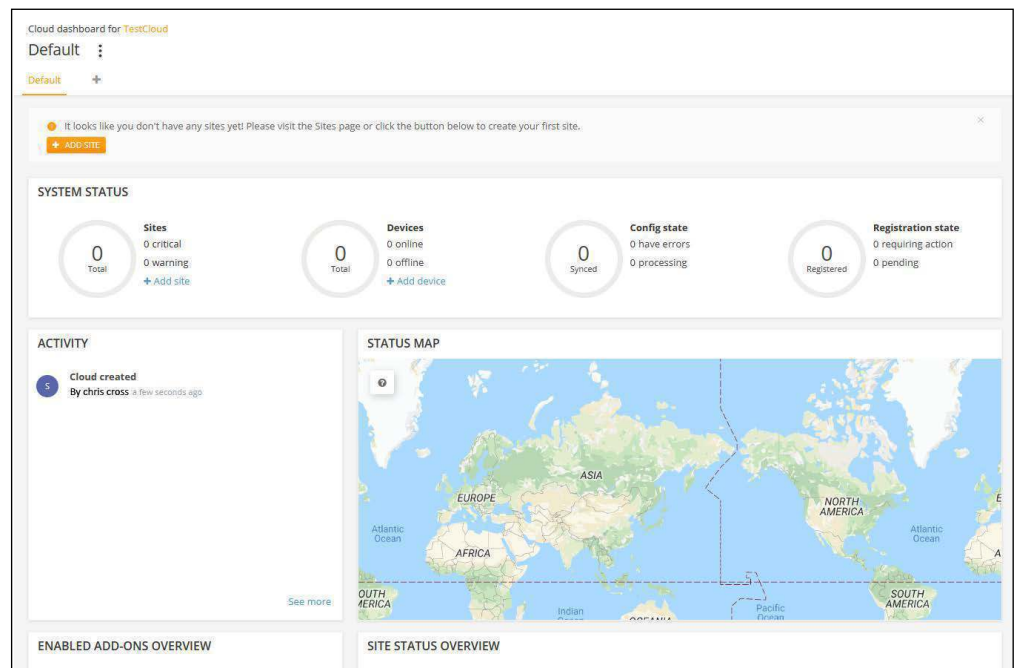 Cloud dashboard for TestCloud
Default
Default +
It looks like you don't have any sites yet! Please visit the Sites page or click the button below to create your first site.
×
+ ADD SITE
SYSTEM STATUS
0
Total
Sites
0 critical
0 warning
+ Add site
0
Total
Devices
0 online
0 offline
+ Add device
0
Synced
Config state
0 have errors
0 processing
0
Registered
Registration state
0 requiring action
0 pending
ACTIVITY
S
Cloud created
By chris cross a few seconds ago
See more
STATUS MAP
?
ASIA
EUROPE
NORTH
AMERICA
Atlantic
Ocean
Atlantic
Ocean
AFRICA
E
A
OUTH
MERICA
Indian
Pacific
Ocean
SOUTH
AMERICA
ENABLED ADD-ONS OVERVIEW
SITE STATUS OVERVIEW